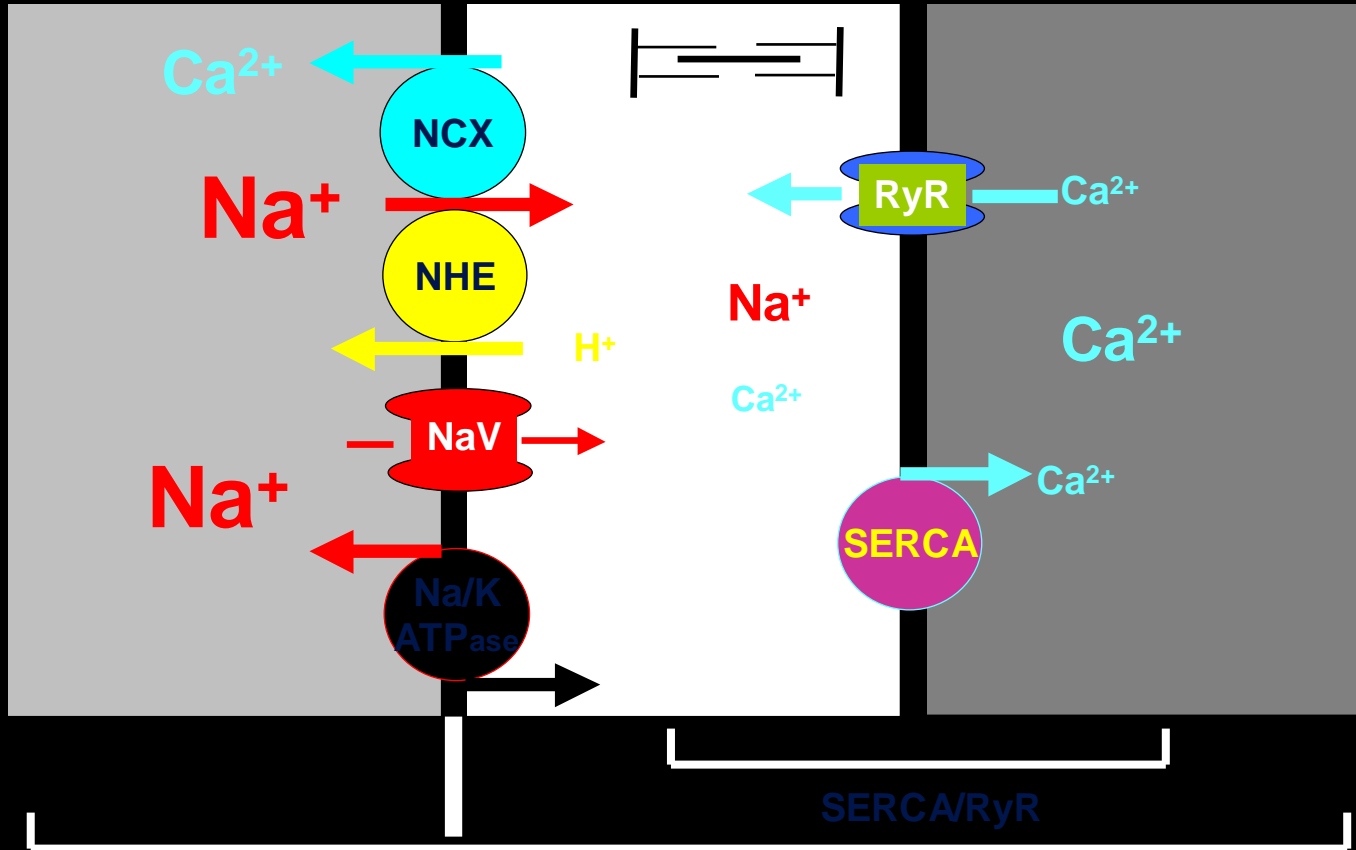 Ca²⁺
NCX
Na⁺
RyR
Ca²⁺
NHE
Na⁺
H⁺
Ca²⁺
Ca²⁺
NaV
Na⁺
Ca²⁺
SERCA
Na/K
ATPase
SERCA/RyR